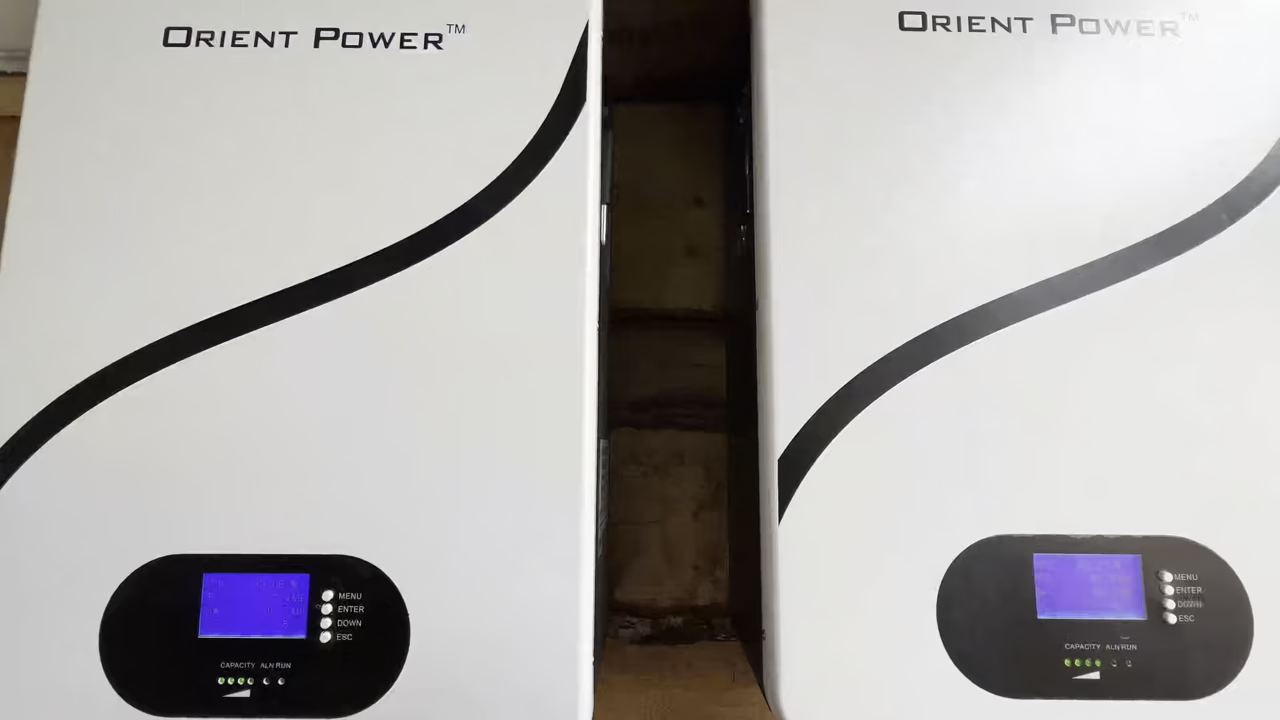 ORIENT POWER™
MENU
ENTER
DOWN
ESC
CAPACITY ALN RUN
ORIENT POWER™
MENU
ENTER
DOWN
ESC
CAPACITY ALN RUN